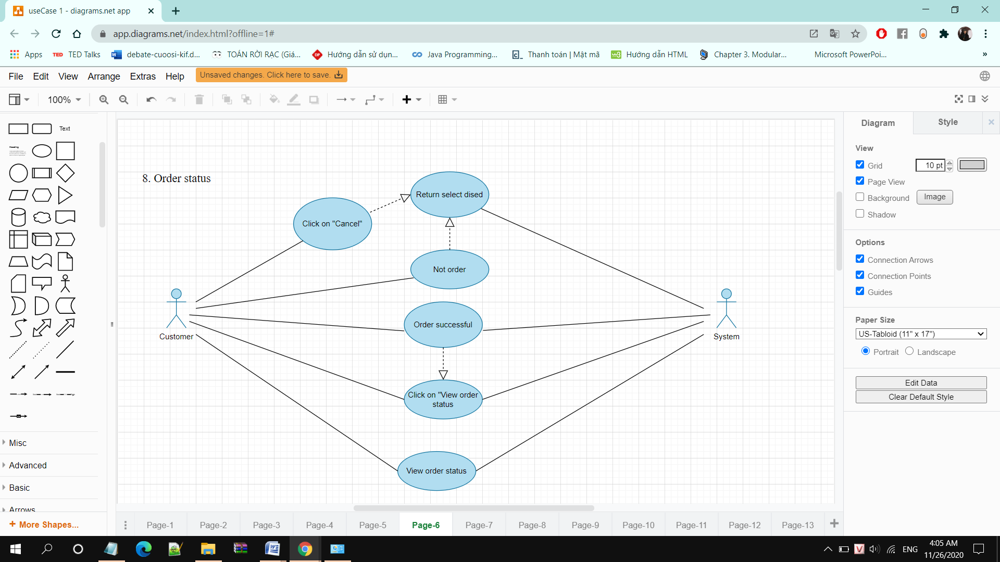 useCase 1 - diagrams.net app
app.diagrams.net/index.html?offline=1#
Apps
TED TED Talks
debate-cuoosi-kif.d...
TOÁN RỜI RẠC (Giá...
Hướng dẫn sử dụn...
Java Programming...
Thanh toán | Mật mã
Hướng dẫn HTML
Chapter 3. Modular...
Microsoft PowerPoi...
»
File Edit View Arrange Extras Help
Unsaved changes. Click here to save.
100%
Text
Heading
Misc
Advanced
Basic
Arrows
+ More Shapes...
8. Order status
Return select dised
Click on "Cancel"
Not order
Order successful
Customer
System
Click on "View order
status
View order status
Diagram
Style
View
Grid
10 pt
Page View
Background
Image
Shadow
Options
Connection Arrows
Connection Points
Guides
Paper Size
US-Tabloid (11" x 17")
Portrait
Landscape
Edit Data
Clear Default Style
Page-1
Page-2
Page-3
Page-4
Page-5
Page-6
Page-7
Page-8
Page-9
Page-10
Page-11
Page-12
Page-13
ENG
4:05 AM
11/26/2020